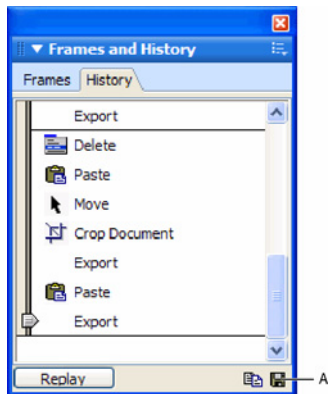 Frames and History
Frames History
Export
Delete
Paste
Move
Crop Document
Export
Paste
Export
Replay
A